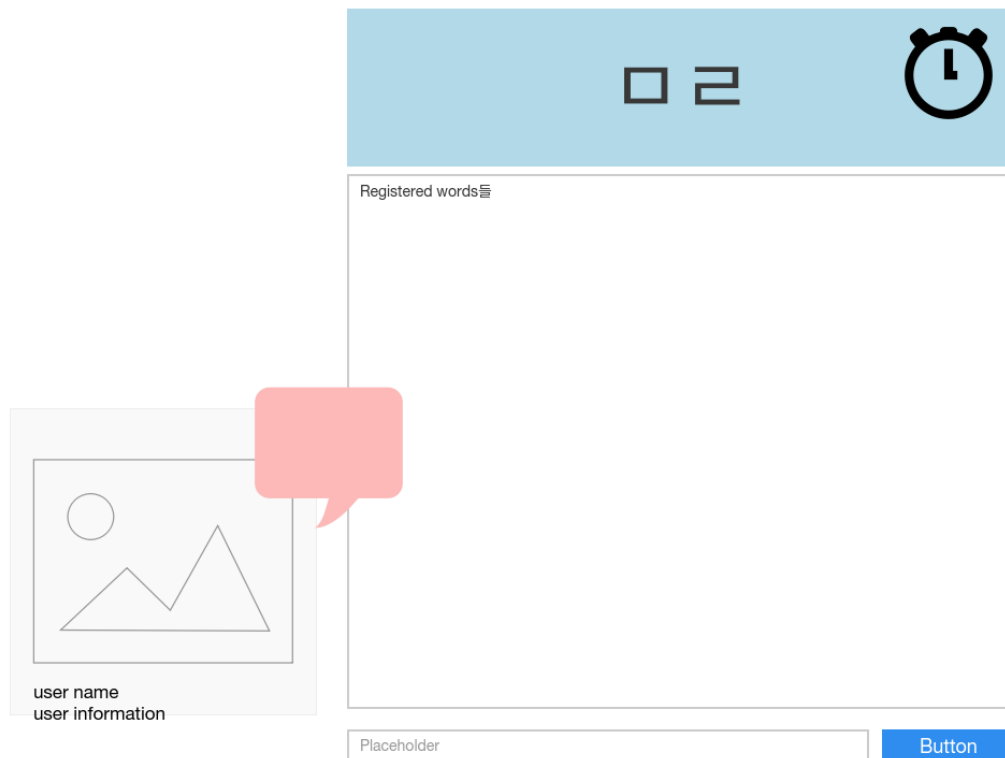 ㅁㄹ
Registered words들
user name
user information
Placeholder
Button